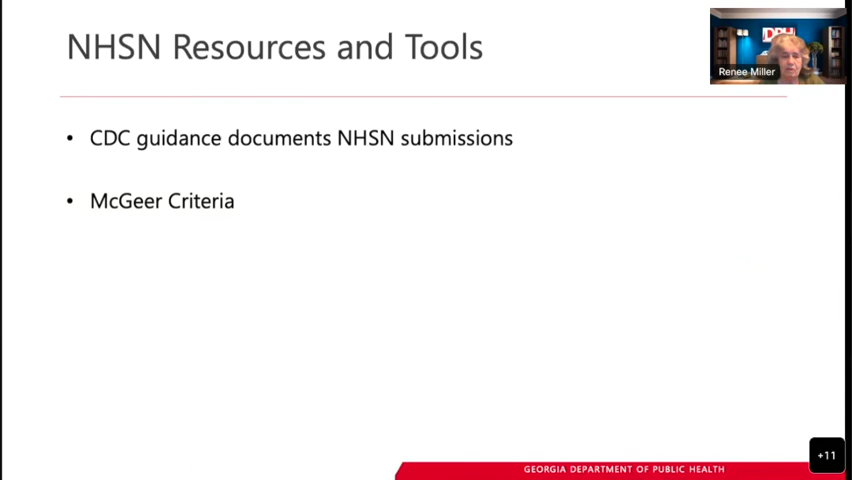 NHSN Resources and Tools
DPH
Renee Miller
• CDC guidance documents NHSN submissions
• McGeer Criteria
+11
GEORGIA DEPARTMENT OF PUBLIC HEALTH